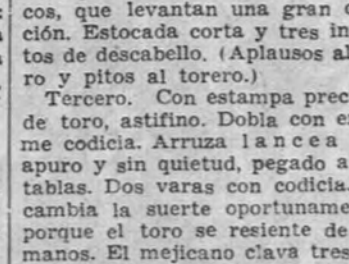 cos, que levantan una gran
ción. Estocada corta y tres in
tos de descabello. (Aplausos al
ro y pitos al torero.)
Tercero. Con estampa prec
de toro, astifino. Dobla con e
me codicia. Arruza lancea
apuro y sin quietud, pegado a
tablas. Dos varas con codicia.
cambia la suerte oportuname
porque el toro se resiente de
manos. El mejicano clava tres